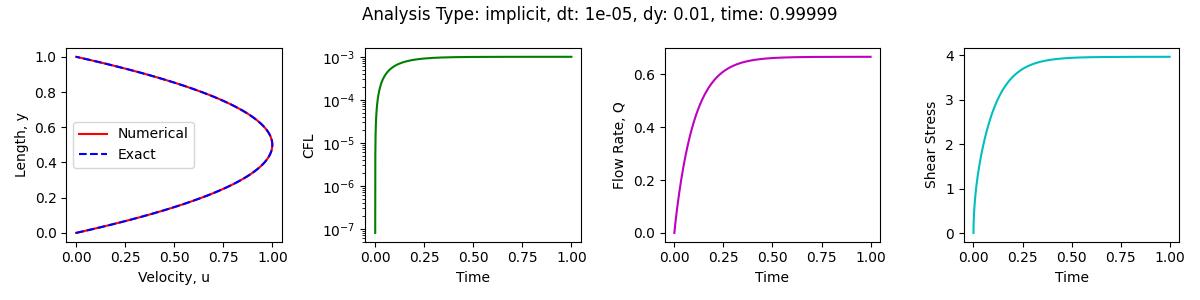 Analysis Type: implicit, dt: 1e-05, dy: 0.01, time: 0.99999
Length, y
1.0
0.8
0.6
0.4
0.2
0.0
Numerical
Exact
0.00 0.25 0.50 0.75 1.00
Velocity, u
CFL
10⁻³
10⁻⁴
10⁻⁵
10⁻⁶
10⁻⁷
0.00 0.25 0.50 0.75 1.00
Time
Flow Rate, Q
0.6
0.4
0.2
0.0
0.00 0.25 0.50 0.75 1.00
Time
Shear Stress
4
3
2
1
0
0.00 0.25 0.50 0.75 1.00
Time